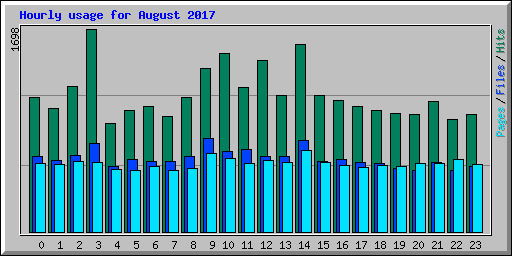 Hourly usage for August 2017
1698
Pages/Files/Hits
0 1 2 3 4 5 6 7 8 9 10 11 12 13 14 15 16 17 18 19 20 21 22 23